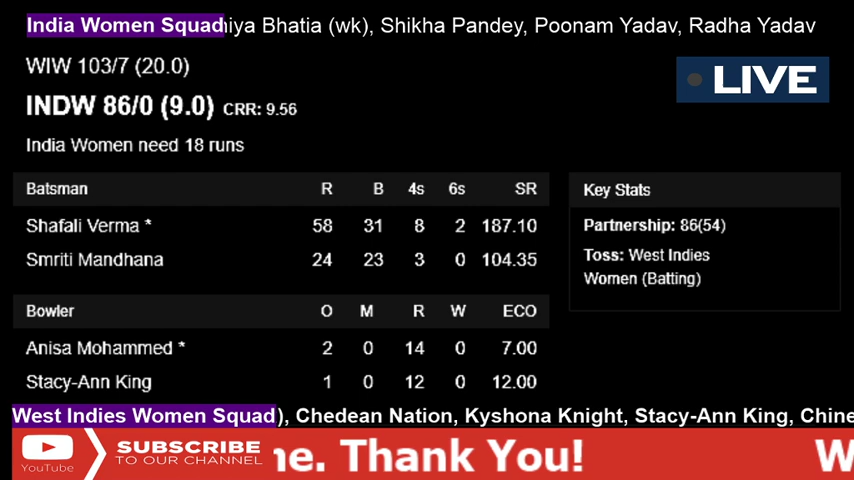 India Women Squad iya Bhatia (wk), Shikha Pandey, Poonam Yadav, Radha Yadav
WIW 103/7 (20.0)
LIVE
INDW 86/0 (9.0) CRR: 9.56
India Women need 18 runs
Batsman R B 4s 6s SR
Shafali Verma * 58 31 8 2 187.10
Smriti Mandhana 24 23 3 0 104.35
Key Stats
Partnership: 86(54)
Toss: West Indies
Women (Batting)
Bowler O M R W ECO
Anisa Mohammed * 2 0 14 0 7.00
Stacy-Ann King 1 0 12 0 12.00
West Indies Women Squad ), Chedean Nation, Kyshona Knight, Stacy-Ann King, Chine
YouTube
SUBSCRIBE
TO OUR CHANNEL
ne. Thank You! W